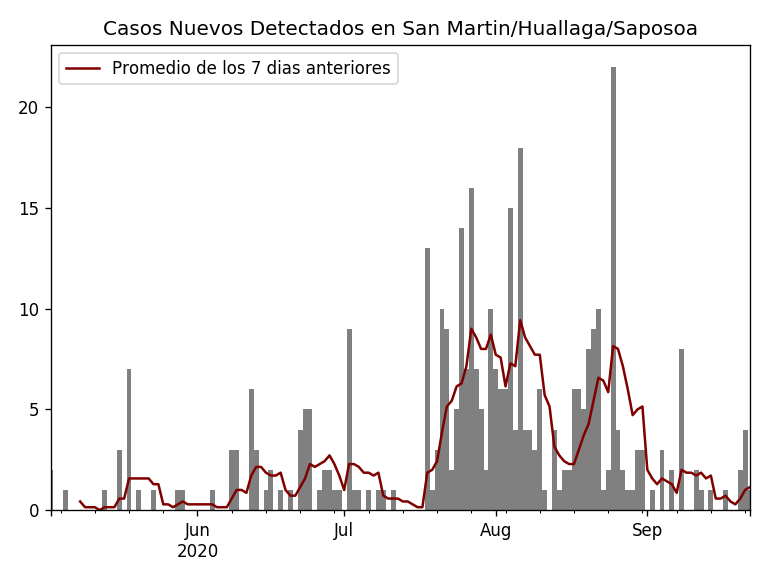 Casos Nuevos Detectados en San Martin/Huallaga/Saposoa
Promedio de los 7 dias anteriores
20
15
10
5
0
Jun
2020
Jul
Aug
Sep